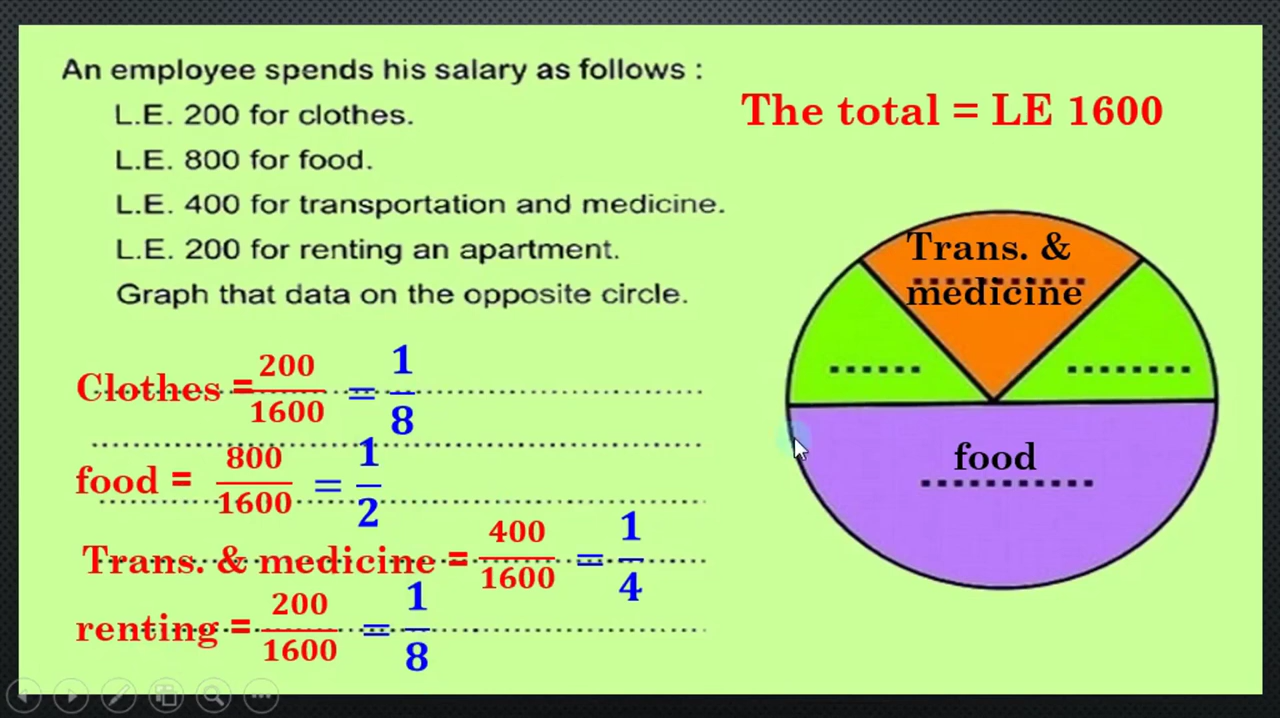 An employee spends his salary as follows :
L.E. 200 for clothes.
L.E. 800 for food.
L.E. 400 for transportation and medicine.
L.E. 200 for renting an apartment.
Graph that data on the opposite circle.
The total = LE 1600
Clothes = 200/1600 = 1/8
food = 800/1600 = 1/2
Trans. & medicine = 400/1600 = 1/4
renting = 200/1600 = 1/8
Trans. &
medicine
food